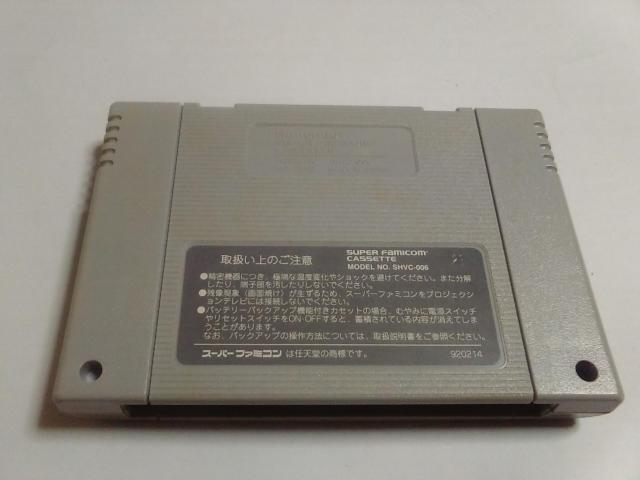 取扱い上のご注意
SUPER FAMICOM
CASSETTE
MODEL NO. SHVC-006
●精密機器につき、極端な温度変化やショックを避けてください。また分解
したり、端子部を汚したりしないでください。
●残像現象（画面焼け）が生ずるため、スーパーファミコンをプロジェクシ
ョンテレビには接続しないでください。
●バッテリーバックアップ機能付きカセットの場合、むやみに電源スイッチ
やリセットスイッチをON・OFFすると、蓄積されている内容が消えてしま
うことがあります。
なお、バックアップの操作方法については、取扱説明書をご参照ください。
スーパーファミコン は任天堂の商標です。
920214